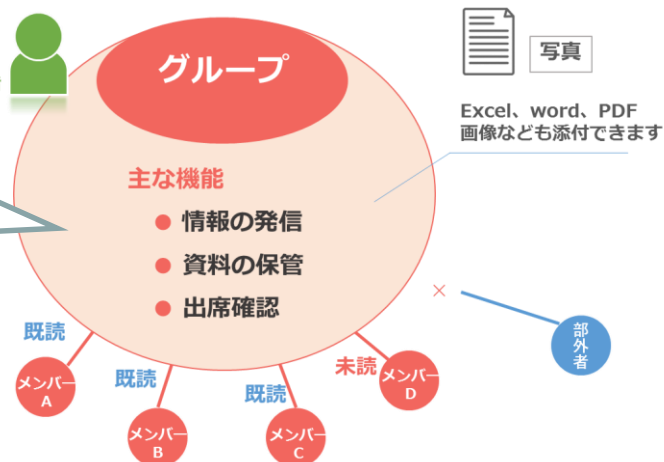 グループ
写真
Excel、word、PDF
画像なども添付できます
主な機能
● 情報の発信
● 資料の保管
● 出席確認
×
部外者
既読
既読
既読
未読
メンバー
A
メンバー
B
メンバー
C
メンバー
D